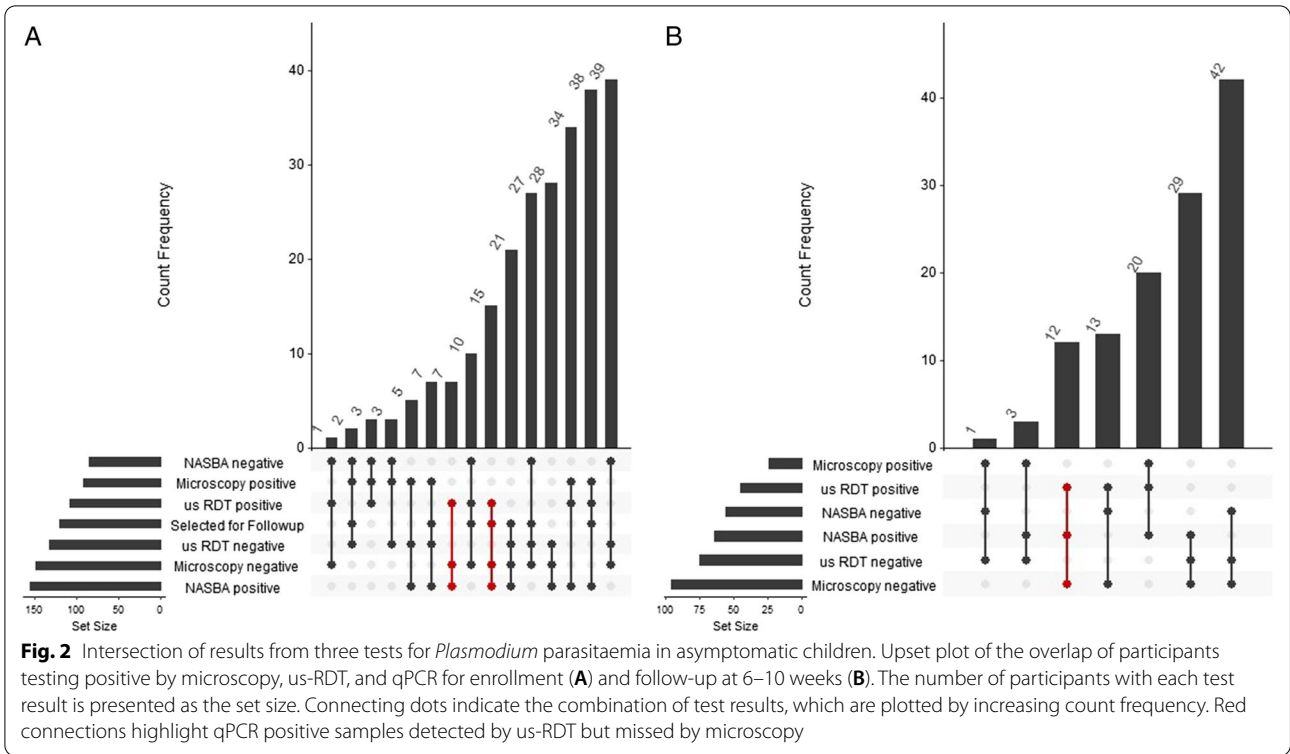 A
Count Frequency
40
30
20
10
0
1
2
3
3
5
7
7
10
15
21
27
28
34
38
39
NASBA negative
Microscopy positive
us RDT positive
Selected for Followup
us RDT negative
Microscopy negative
NASBA positive
150 100 50 0
Set Size
B
Count Frequency
40
30
20
10
0
1
3
12
13
20
29
42
Microscopy positive
us RDT positive
NASBA negative
NASBA positive
us RDT negative
Microscopy negative
100 75 50 25 0
Set Size
Fig. 2 Intersection of results from three tests for Plasmodium parasitaemia in asymptomatic children. Upset plot of the overlap of participants
testing positive by microscopy, us-RDT, and qPCR for enrollment (A) and follow-up at 6–10 weeks (B). The number of participants with each test
result is presented as the set size. Connecting dots indicate the combination of test results, which are plotted by increasing count frequency. Red
connections highlight qPCR positive samples detected by us-RDT but missed by microscopy